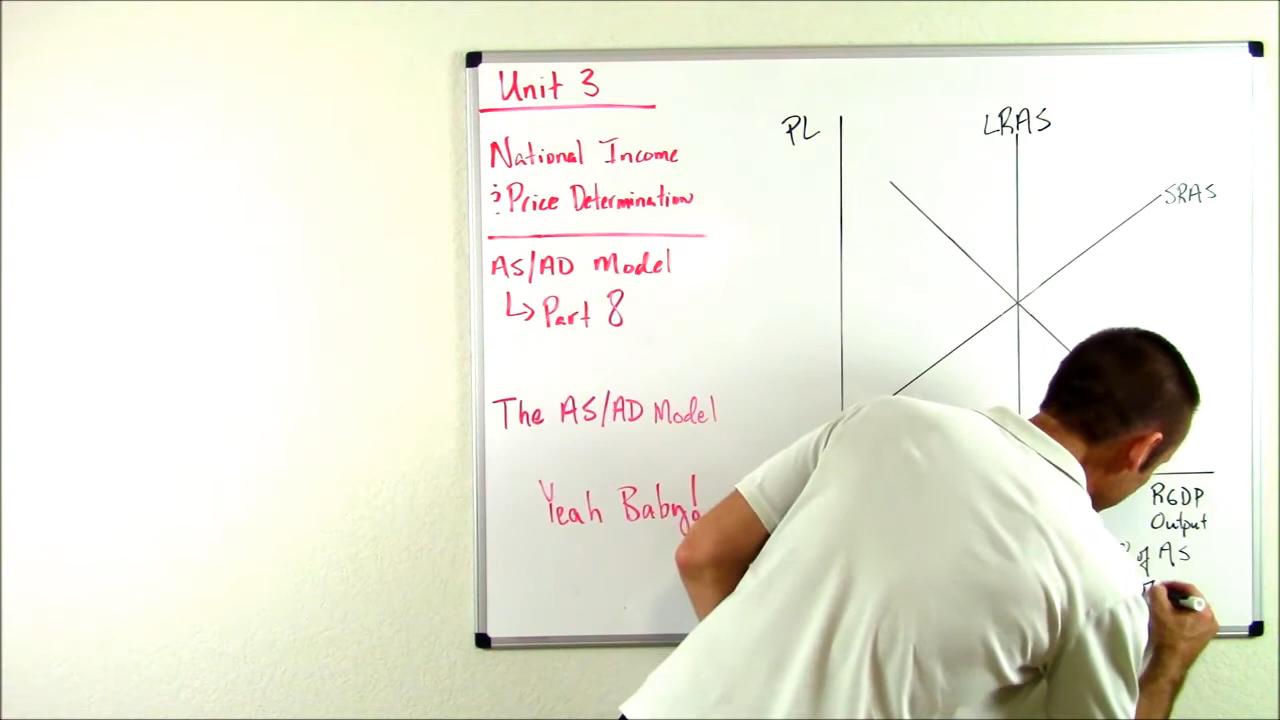 Unit 3
National Income
& Price Determination
AS/AD Model
↳ Part 8
The AS/AD Model
Yeah Baby!
PL
LRAS
SRAS
RGDP
Output
of AS